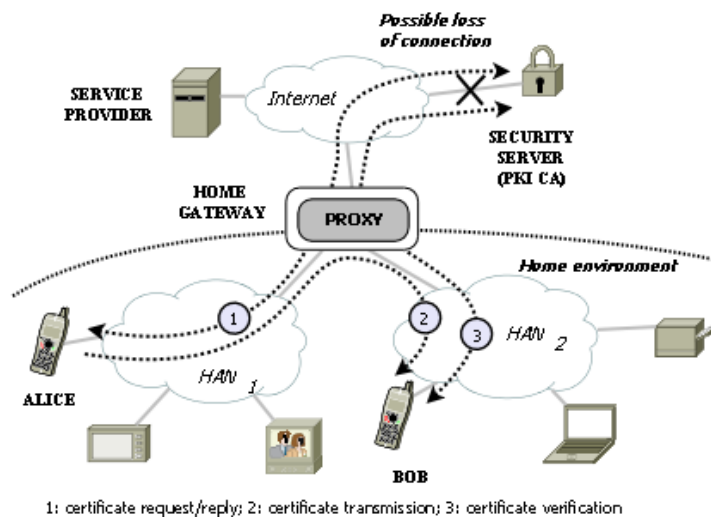 Possible loss
of connection
SERVICE
PROVIDER
Internet
SECURITY
SERVER
(PKI CA)
HOME
GATEWAY
PROXY
Home environment
1
2
3
HAN 1
HAN 2
ALICE
BOB
1: certificate request/reply; 2: certificate transmission; 3: certificate verification